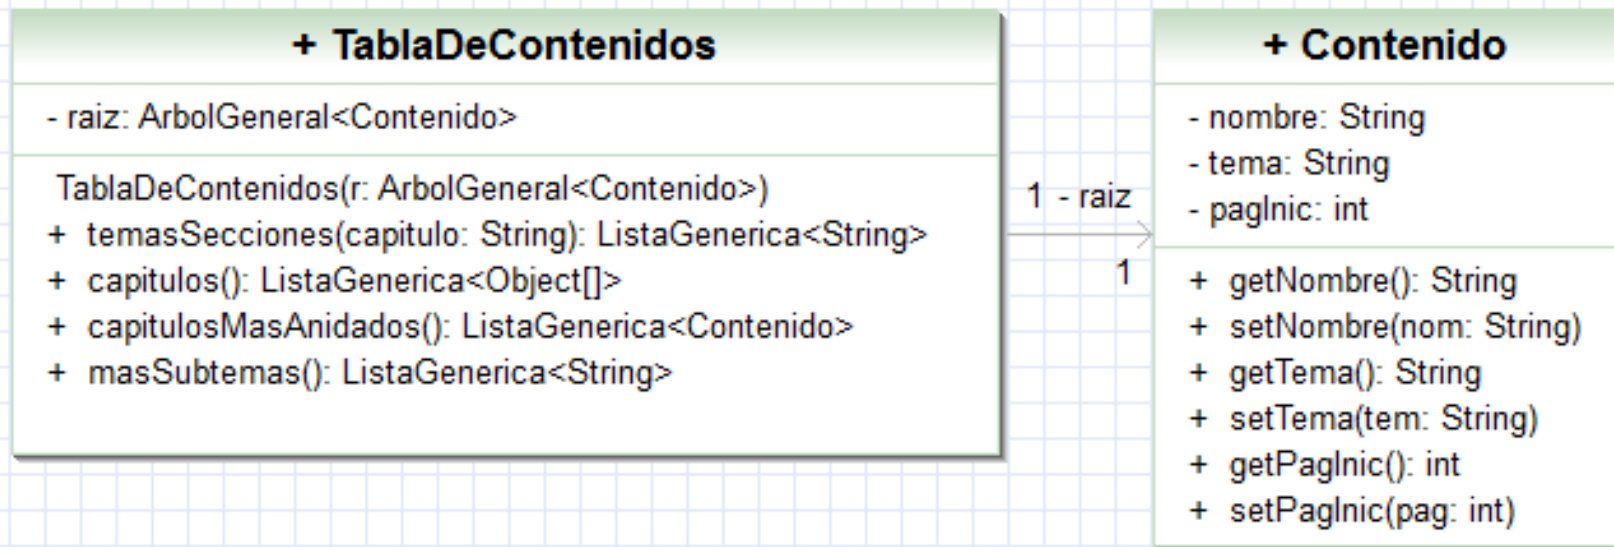 + TablaDeContenidos
- raiz: ArbolGeneral<Contenido>
TablaDeContenidos(r: ArbolGeneral<Contenido>)
+ temasSecciones(capitulo: String): ListaGenerica<String>
+ capitulos(): ListaGenerica<Object[]>
+ capitulosMasAnidados(): ListaGenerica<Contenido>
+ masSubtemas(): ListaGenerica<String>
1 - raiz
1
+ Contenido
- nombre: String
- tema: String
- pagInic: int
+ getNombre(): String
+ setNombre(nom: String)
+ getTema(): String
+ setTema(tem: String)
+ getPagInic(): int
+ setPagInic(pag: int)